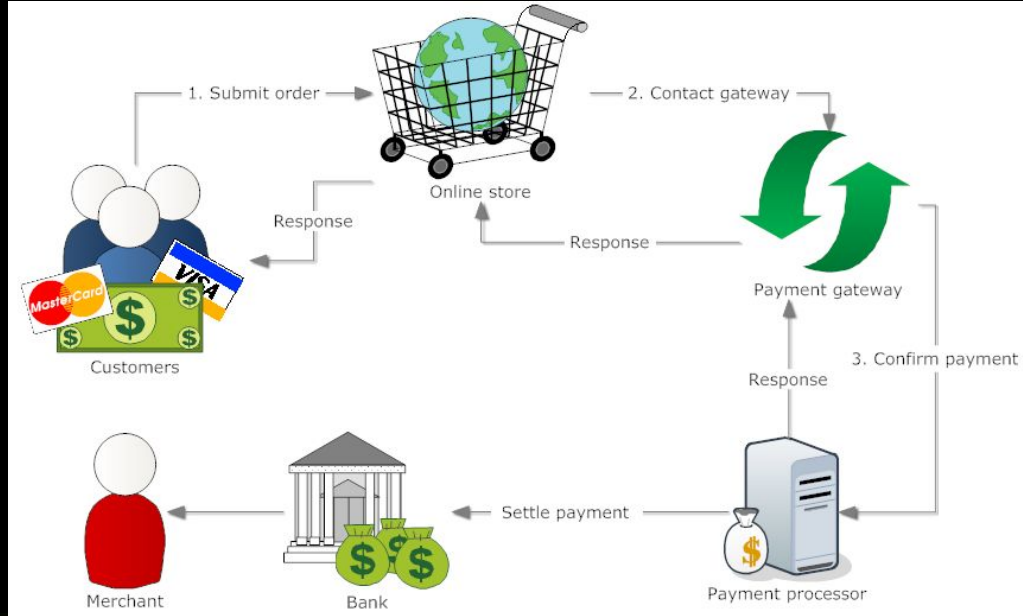 1. Submit order
2. Contact gateway
Online store
Response
Response
MasterCard
VISA
Payment gateway
Customers
3. Confirm payment
Response
Settle payment
Merchant
Bank
Payment processor
$
$
$
$
$
$
$
$